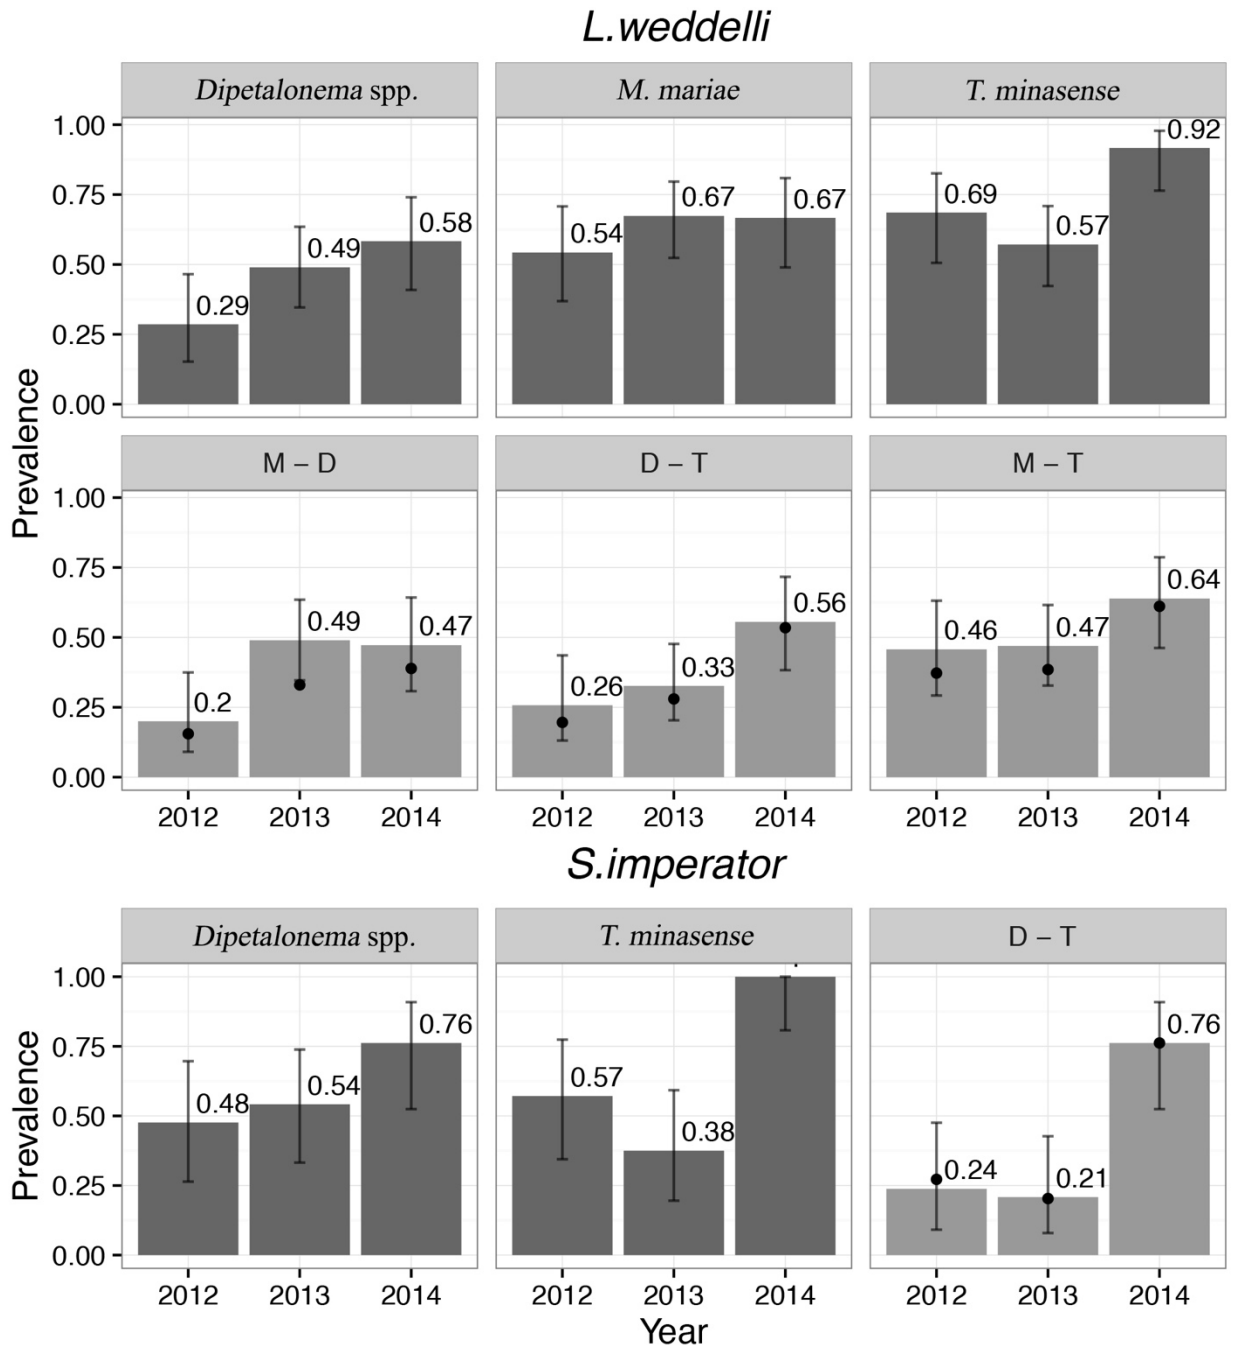 L.weddelli
Dipetalonema spp. M. mariae T. minasense
1.00
0.75
0.50
0.25
0.00
0.29 0.49 0.58
0.54 0.67 0.67
0.69 0.57 0.92
Prevalence
M – D D – T M – T
1.00
0.75
0.50
0.25
0.00
0.2 0.49 0.47
0.26 0.33 0.56
0.46 0.47 0.64
2012 2013 2014 2012 2013 2014 2012 2013 2014
S.imperator
Dipetalonema spp. T. minasense D – T
1.00
0.75
0.50
0.25
0.00
0.48 0.54 0.76
0.57 0.38
0.24 0.21 0.76
Prevalence
2012 2013 2014 2012 2013 2014 2012 2013 2014
Year